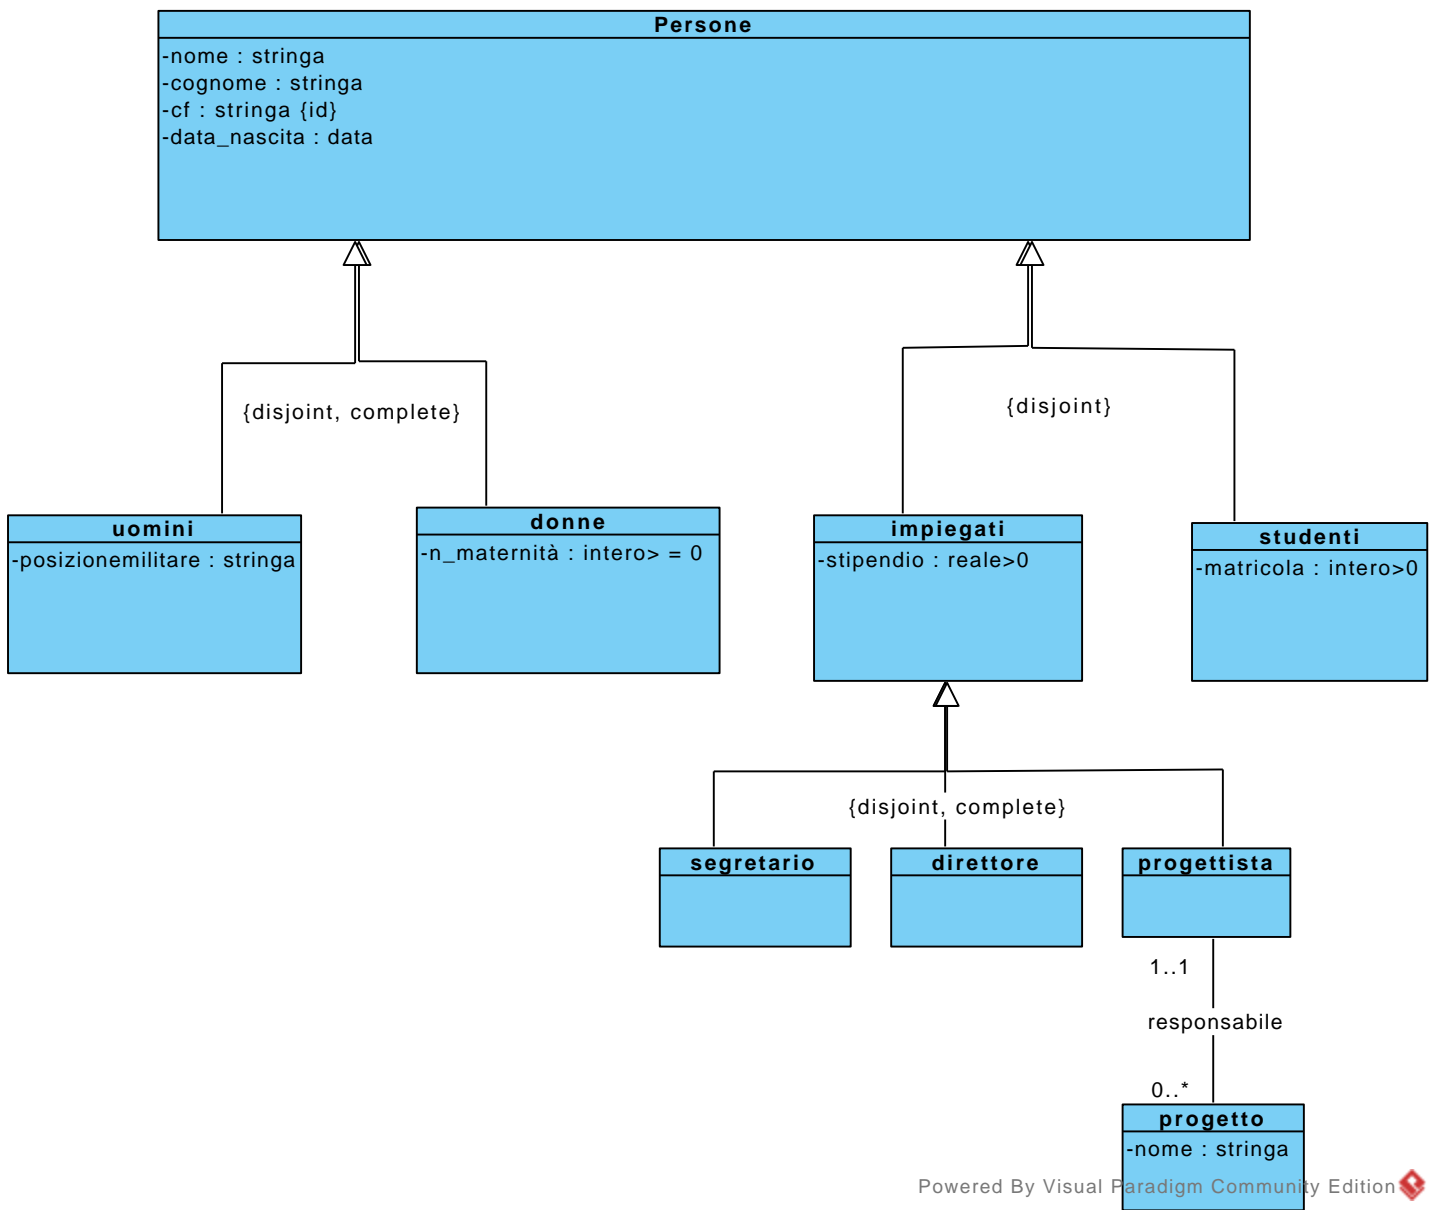 Persone
-nome : stringa
-cognome : stringa
-cf : stringa {id}
-data_nascita : data
{disjoint, complete}
{disjoint}
uomini
-posizionemilitare : stringa
donne
-n_maternità : intero> = 0
impiegati
-stipendio : reale>0
studenti
-matricola : intero>0
{disjoint, complete}
segretario
direttore
progettista
1..1
responsabile
0..*
progetto
-nome : stringa
Powered By Visual Paradigm Community Edition